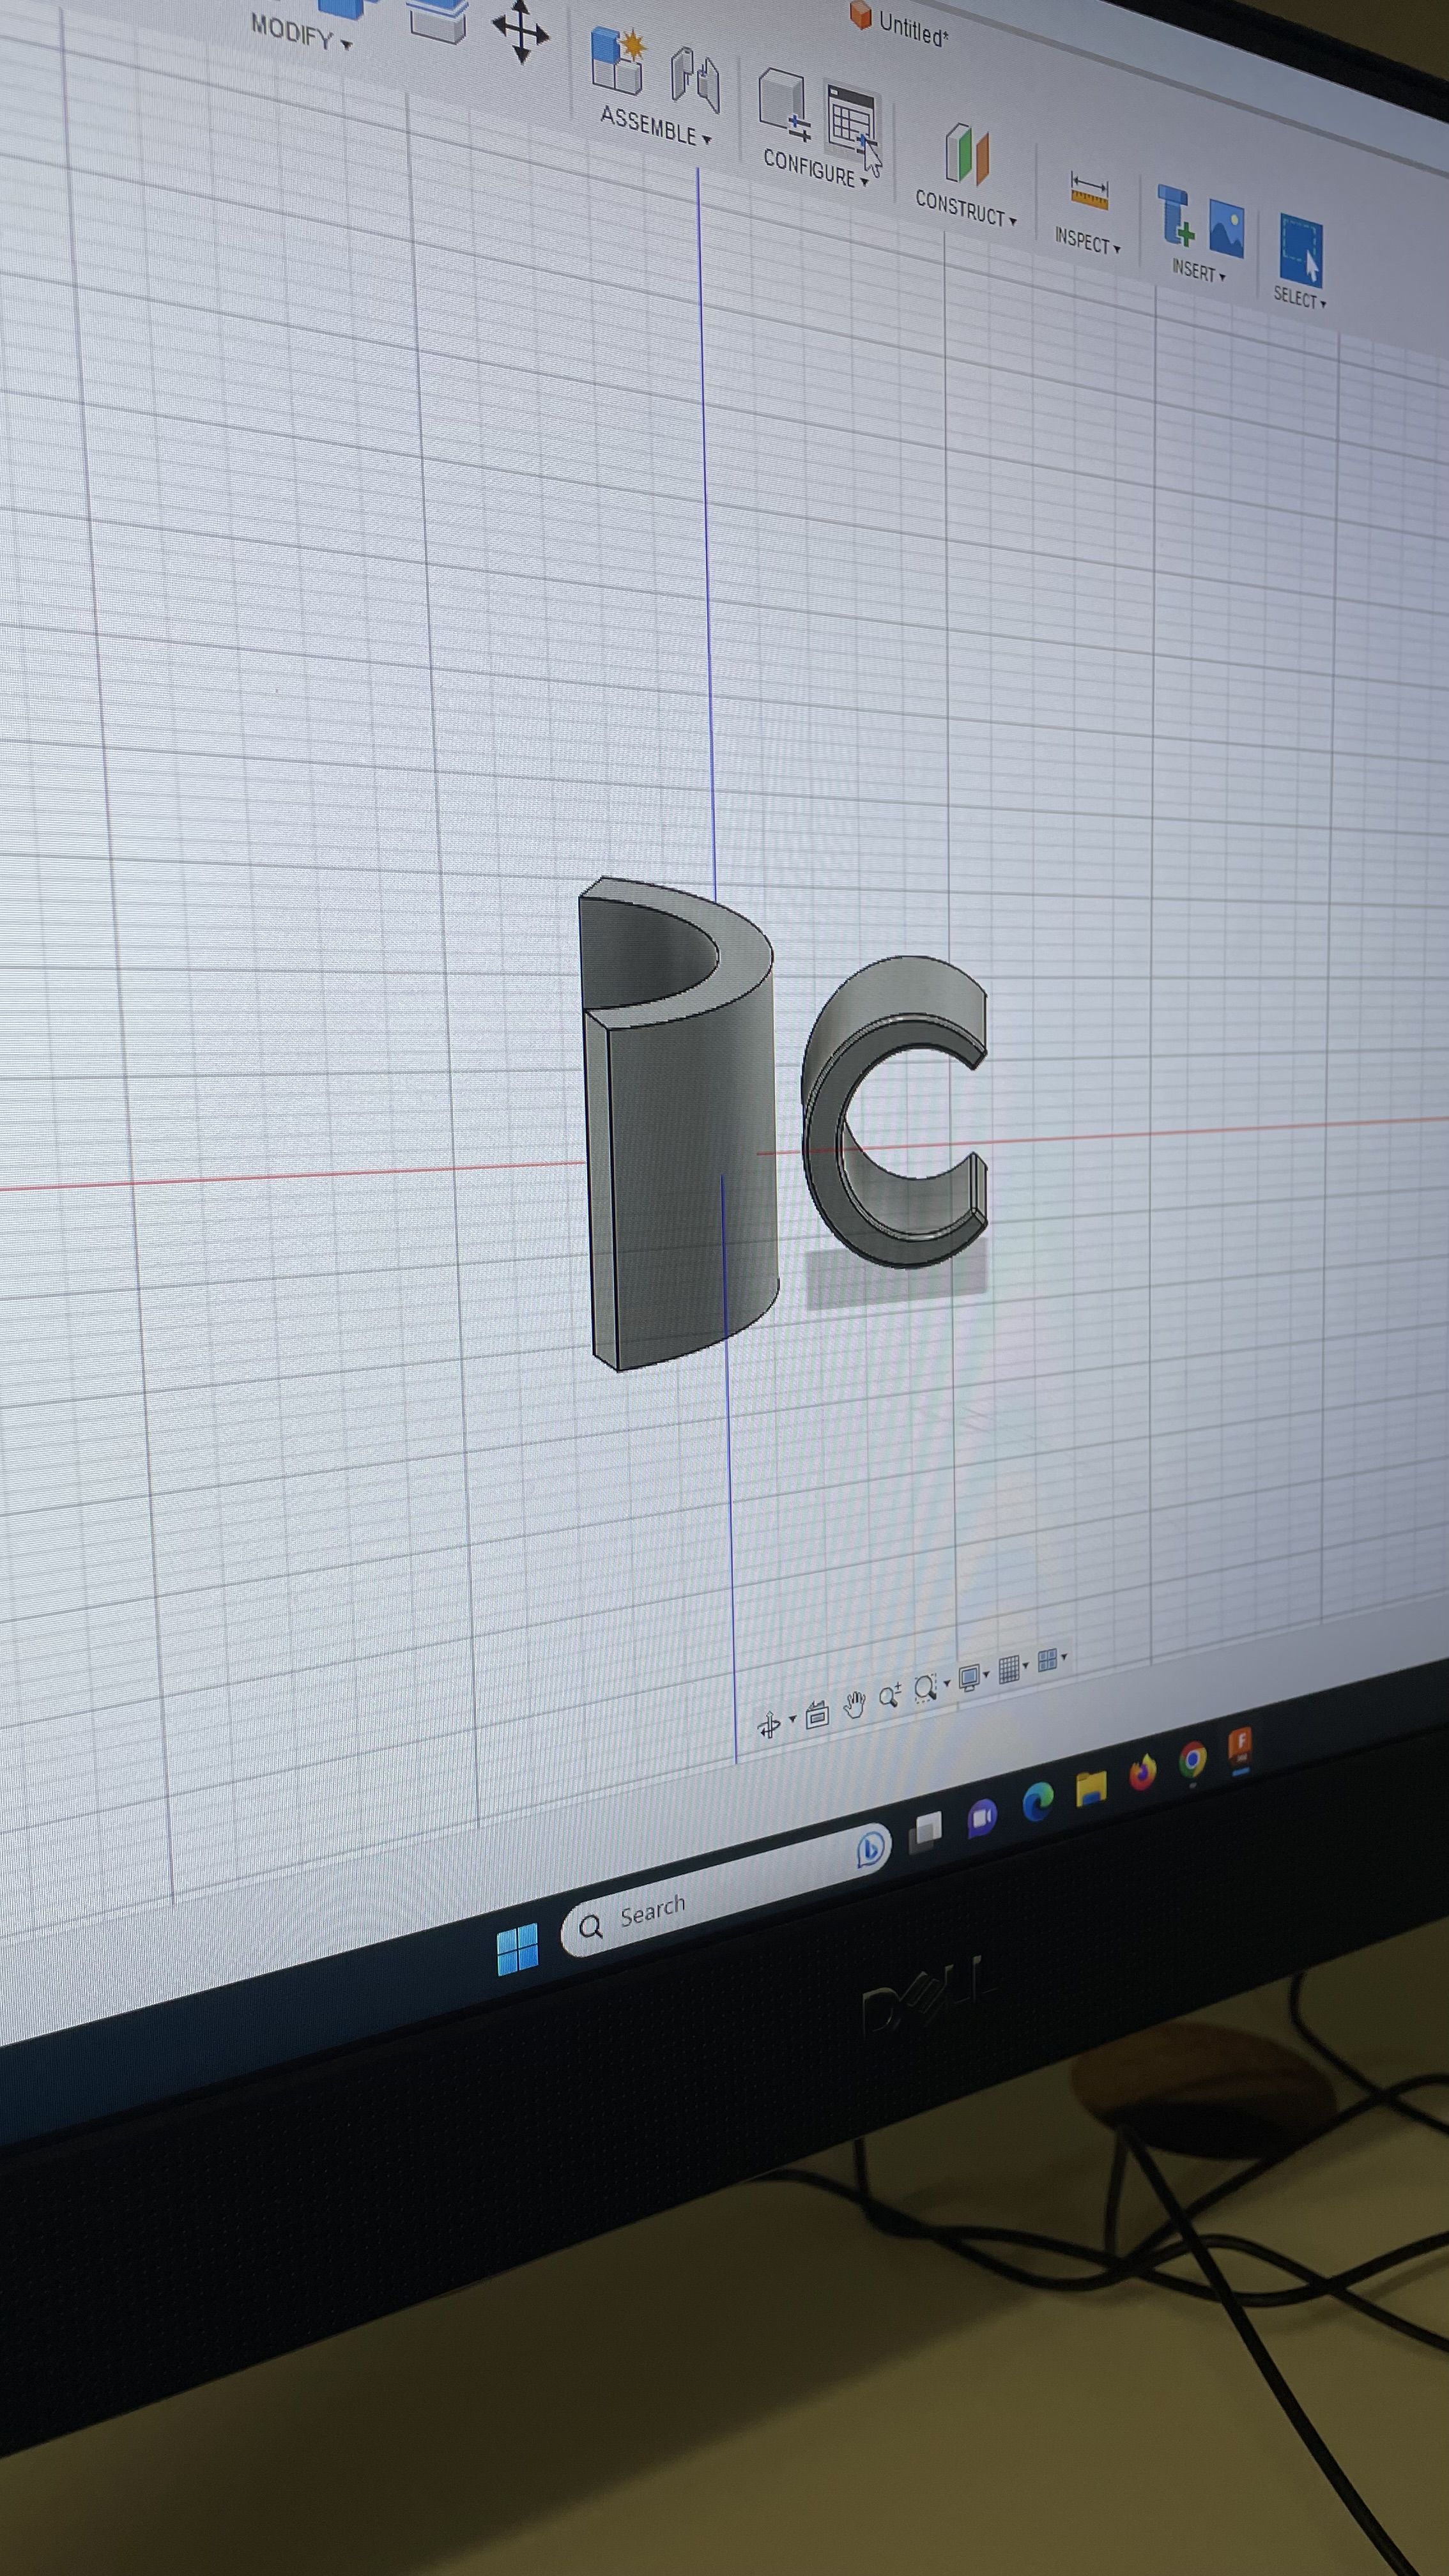 Untitled*
MODIFY
ASSEMBLE
CONFIGURE
CONSTRUCT
INSPECT
INSERT
SELECT
Search
DELL